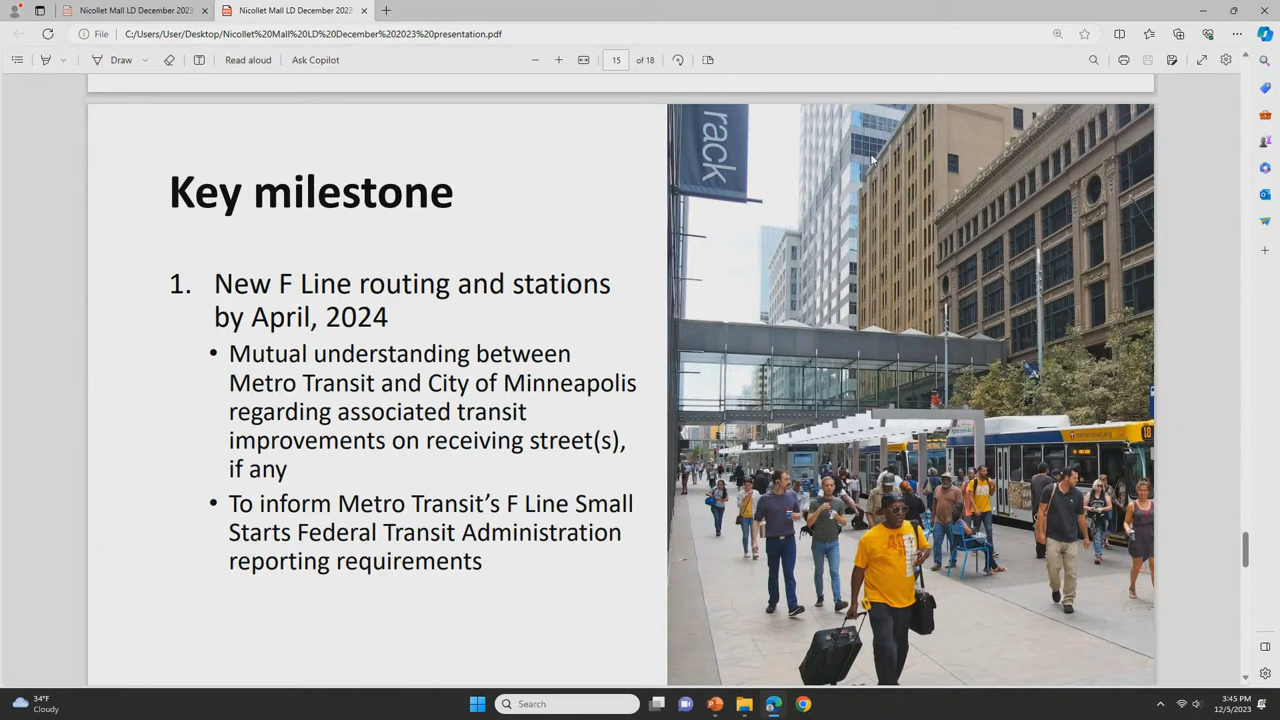 Nicollet Mall LD December 2023
Nicollet Mall LD December 2023
File
C:/Users/User/Desktop/Nicollet%20Mall%20LD%20December%202023%20presentation.pdf
Draw
Read aloud
Ask Copilot
15
of 18
Key milestone
1. New F Line routing and stations
by April, 2024
• Mutual understanding between
Metro Transit and City of Minneapolis
regarding associated transit
improvements on receiving street(s),
if any
• To inform Metro Transit's F Line Small
Starts Federal Transit Administration
reporting requirements
rack
18
34°F
Cloudy
Search
3:45 PM
12/5/2023